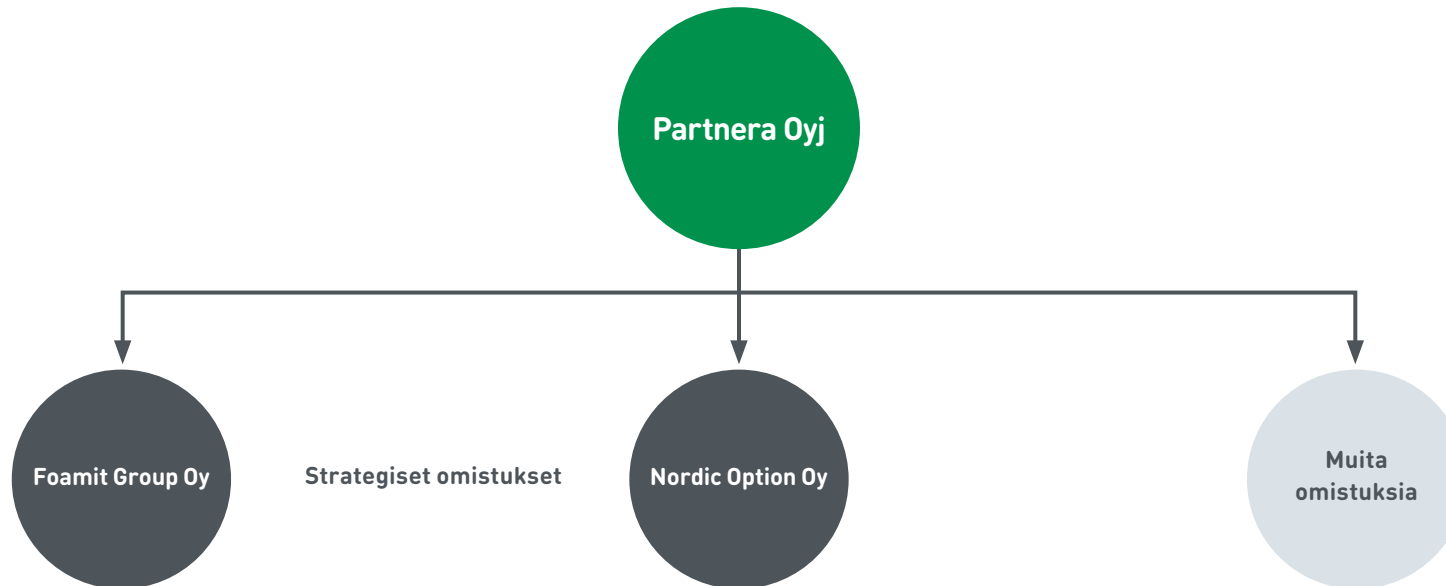 Partnera Oyj
Foamit Group Oy
Strategiset omistukset
Nordic Option Oy
Muita
omistuksia